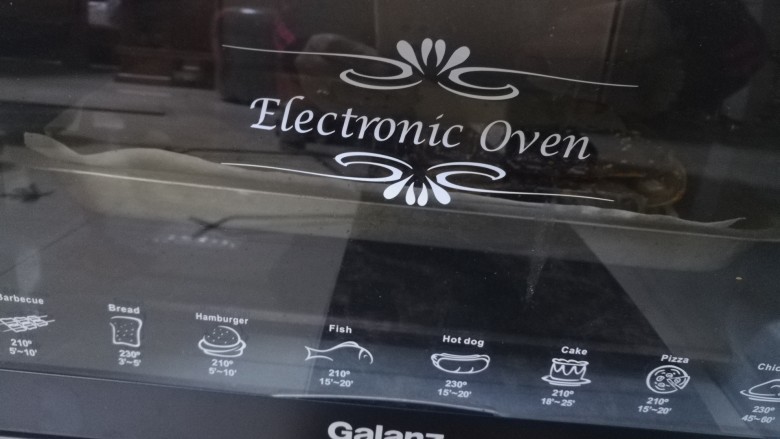 Electronic Oven
Barbecue
210°
5'~10'
Bread
230°
3'~5'
Hamburger
210°
5'~10'
Fish
210°
15'~20'
Hot dog
230°
15'~20'
Cake
210°
18'~25'
Pizza
210°
15'~20'
Chic
230°
45'~60'
Galanz